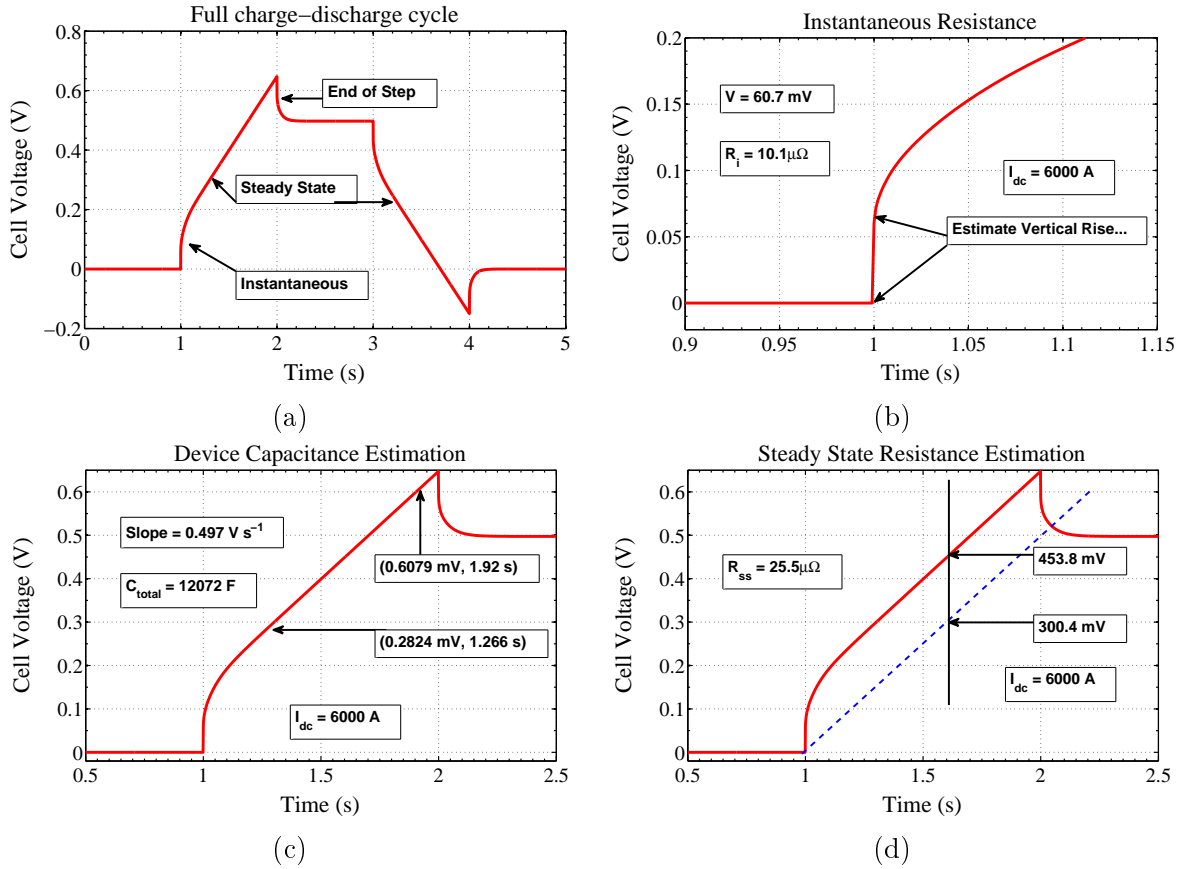 Full charge−discharge cycle
Cell Voltage (V)
0.8
0.6
0.4
0.2
0
−0.2
End of Step
Steady State
Instantaneous
0 1 2 3 4 5
Time (s)
(a)
Instantaneous Resistance
Cell Voltage (V)
0.2
0.15
0.1
0.05
0
V = 60.7 mV
R_i = 10.1μΩ
I_dc = 6000 A
Estimate Vertical Rise...
0.9 0.95 1 1.05 1.1 1.15
Time (s)
(b)
Device Capacitance Estimation
Cell Voltage (V)
0.6
0.5
0.4
0.3
0.2
0.1
0
Slope = 0.497 V s⁻¹
C_total = 12072 F
(0.6079 mV, 1.92 s)
(0.2824 mV, 1.266 s)
I_dc = 6000 A
0.5 1 1.5 2 2.5
Time (s)
(c)
Steady State Resistance Estimation
Cell Voltage (V)
0.6
0.5
0.4
0.3
0.2
0.1
0
R_ss = 25.5μΩ
453.8 mV
300.4 mV
I_dc = 6000 A
0.5 1 1.5 2 2.5
Time (s)
(d)